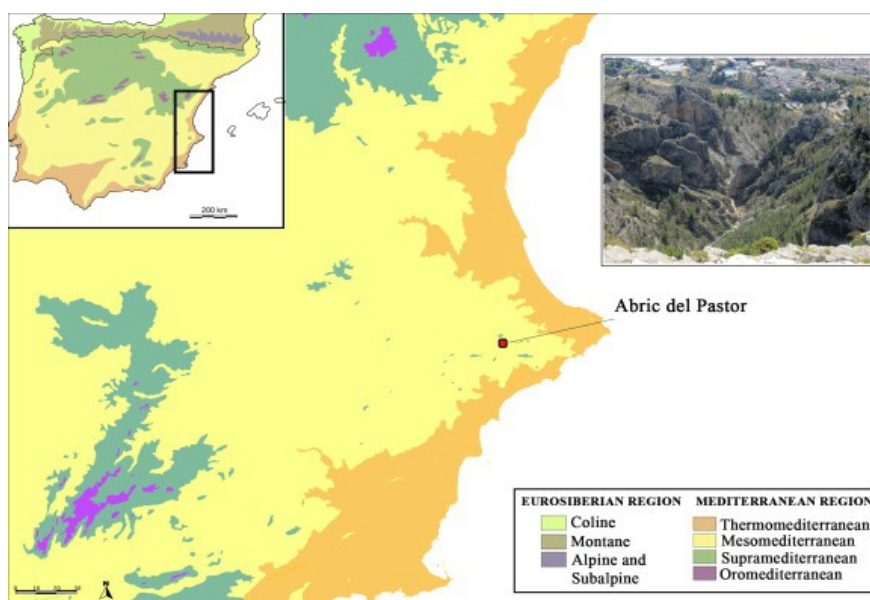 200 km
Abric del Pastor
EUROSIBERIAN REGION
Coline
Montane
Alpine and
Subalpine
MEDITERRANEAN REGION
Thermomediterranean
Mesomediterranean
Supramediterranean
Oromediterranean
N